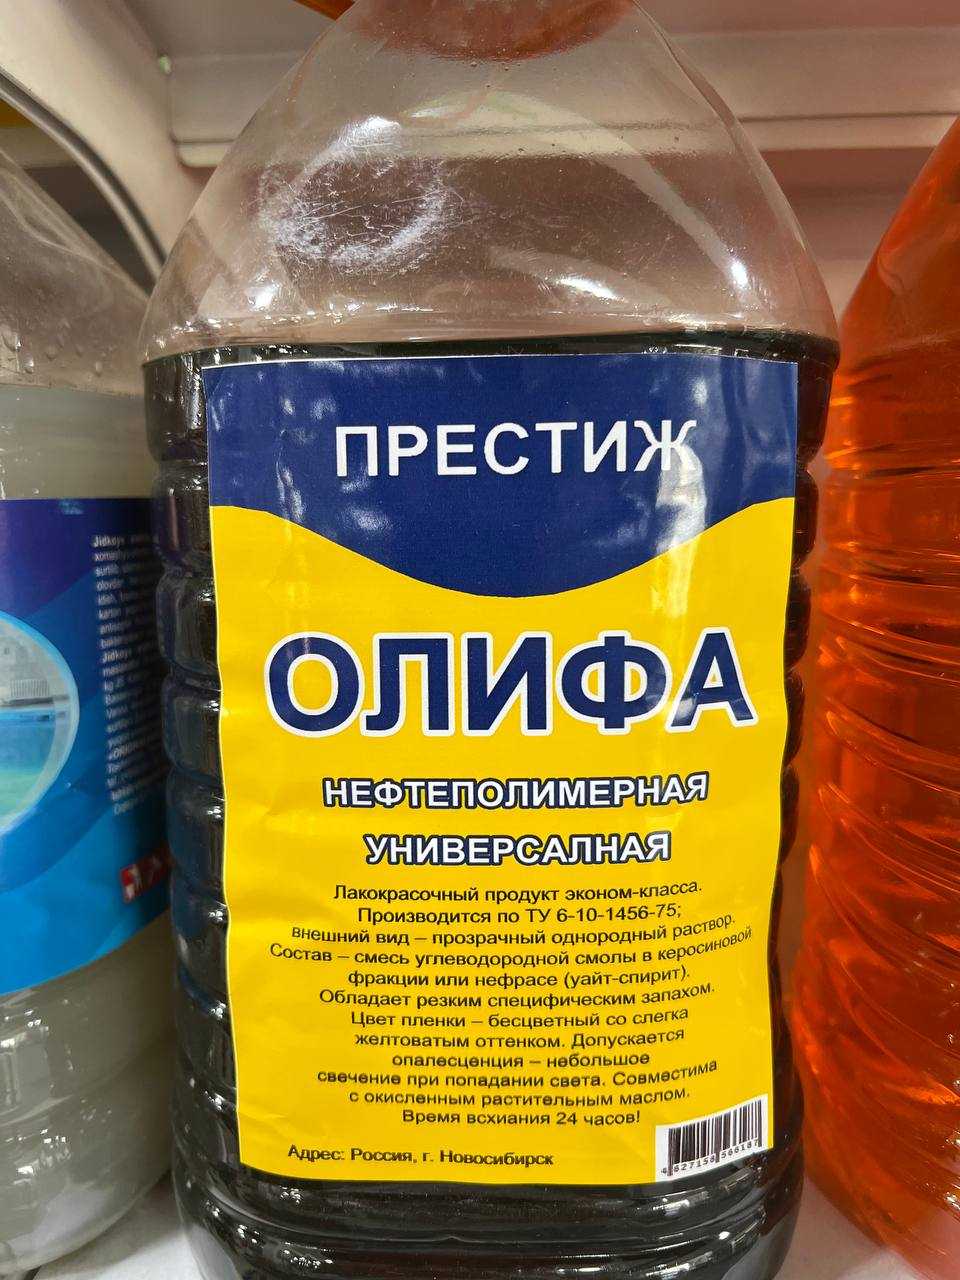 ПРЕСТИЖ
ОЛИФА
НЕФТЕПОЛИМЕРНАЯ
УНИВЕРСАЛНАЯ
Лакокрасочный продукт эконом-класса.
Производится по ТУ 6-10-1456-75;
внешний вид – прозрачный однородный раствор.
Состав – смесь углеводородной смолы в керосиновой
фракции или нефрасе (уайт-спирит).
Обладает резким специфическим запахом.
Цвет пленки – бесцветный со слегка
желтоватым оттенком. Допускается
опалесценция – небольшое
свечение при попадании света. Совместима
с окисленным растительным маслом.
Время всхиания 24 часов!
Адрес: Россия, г. Новосибирск
Jidkaya